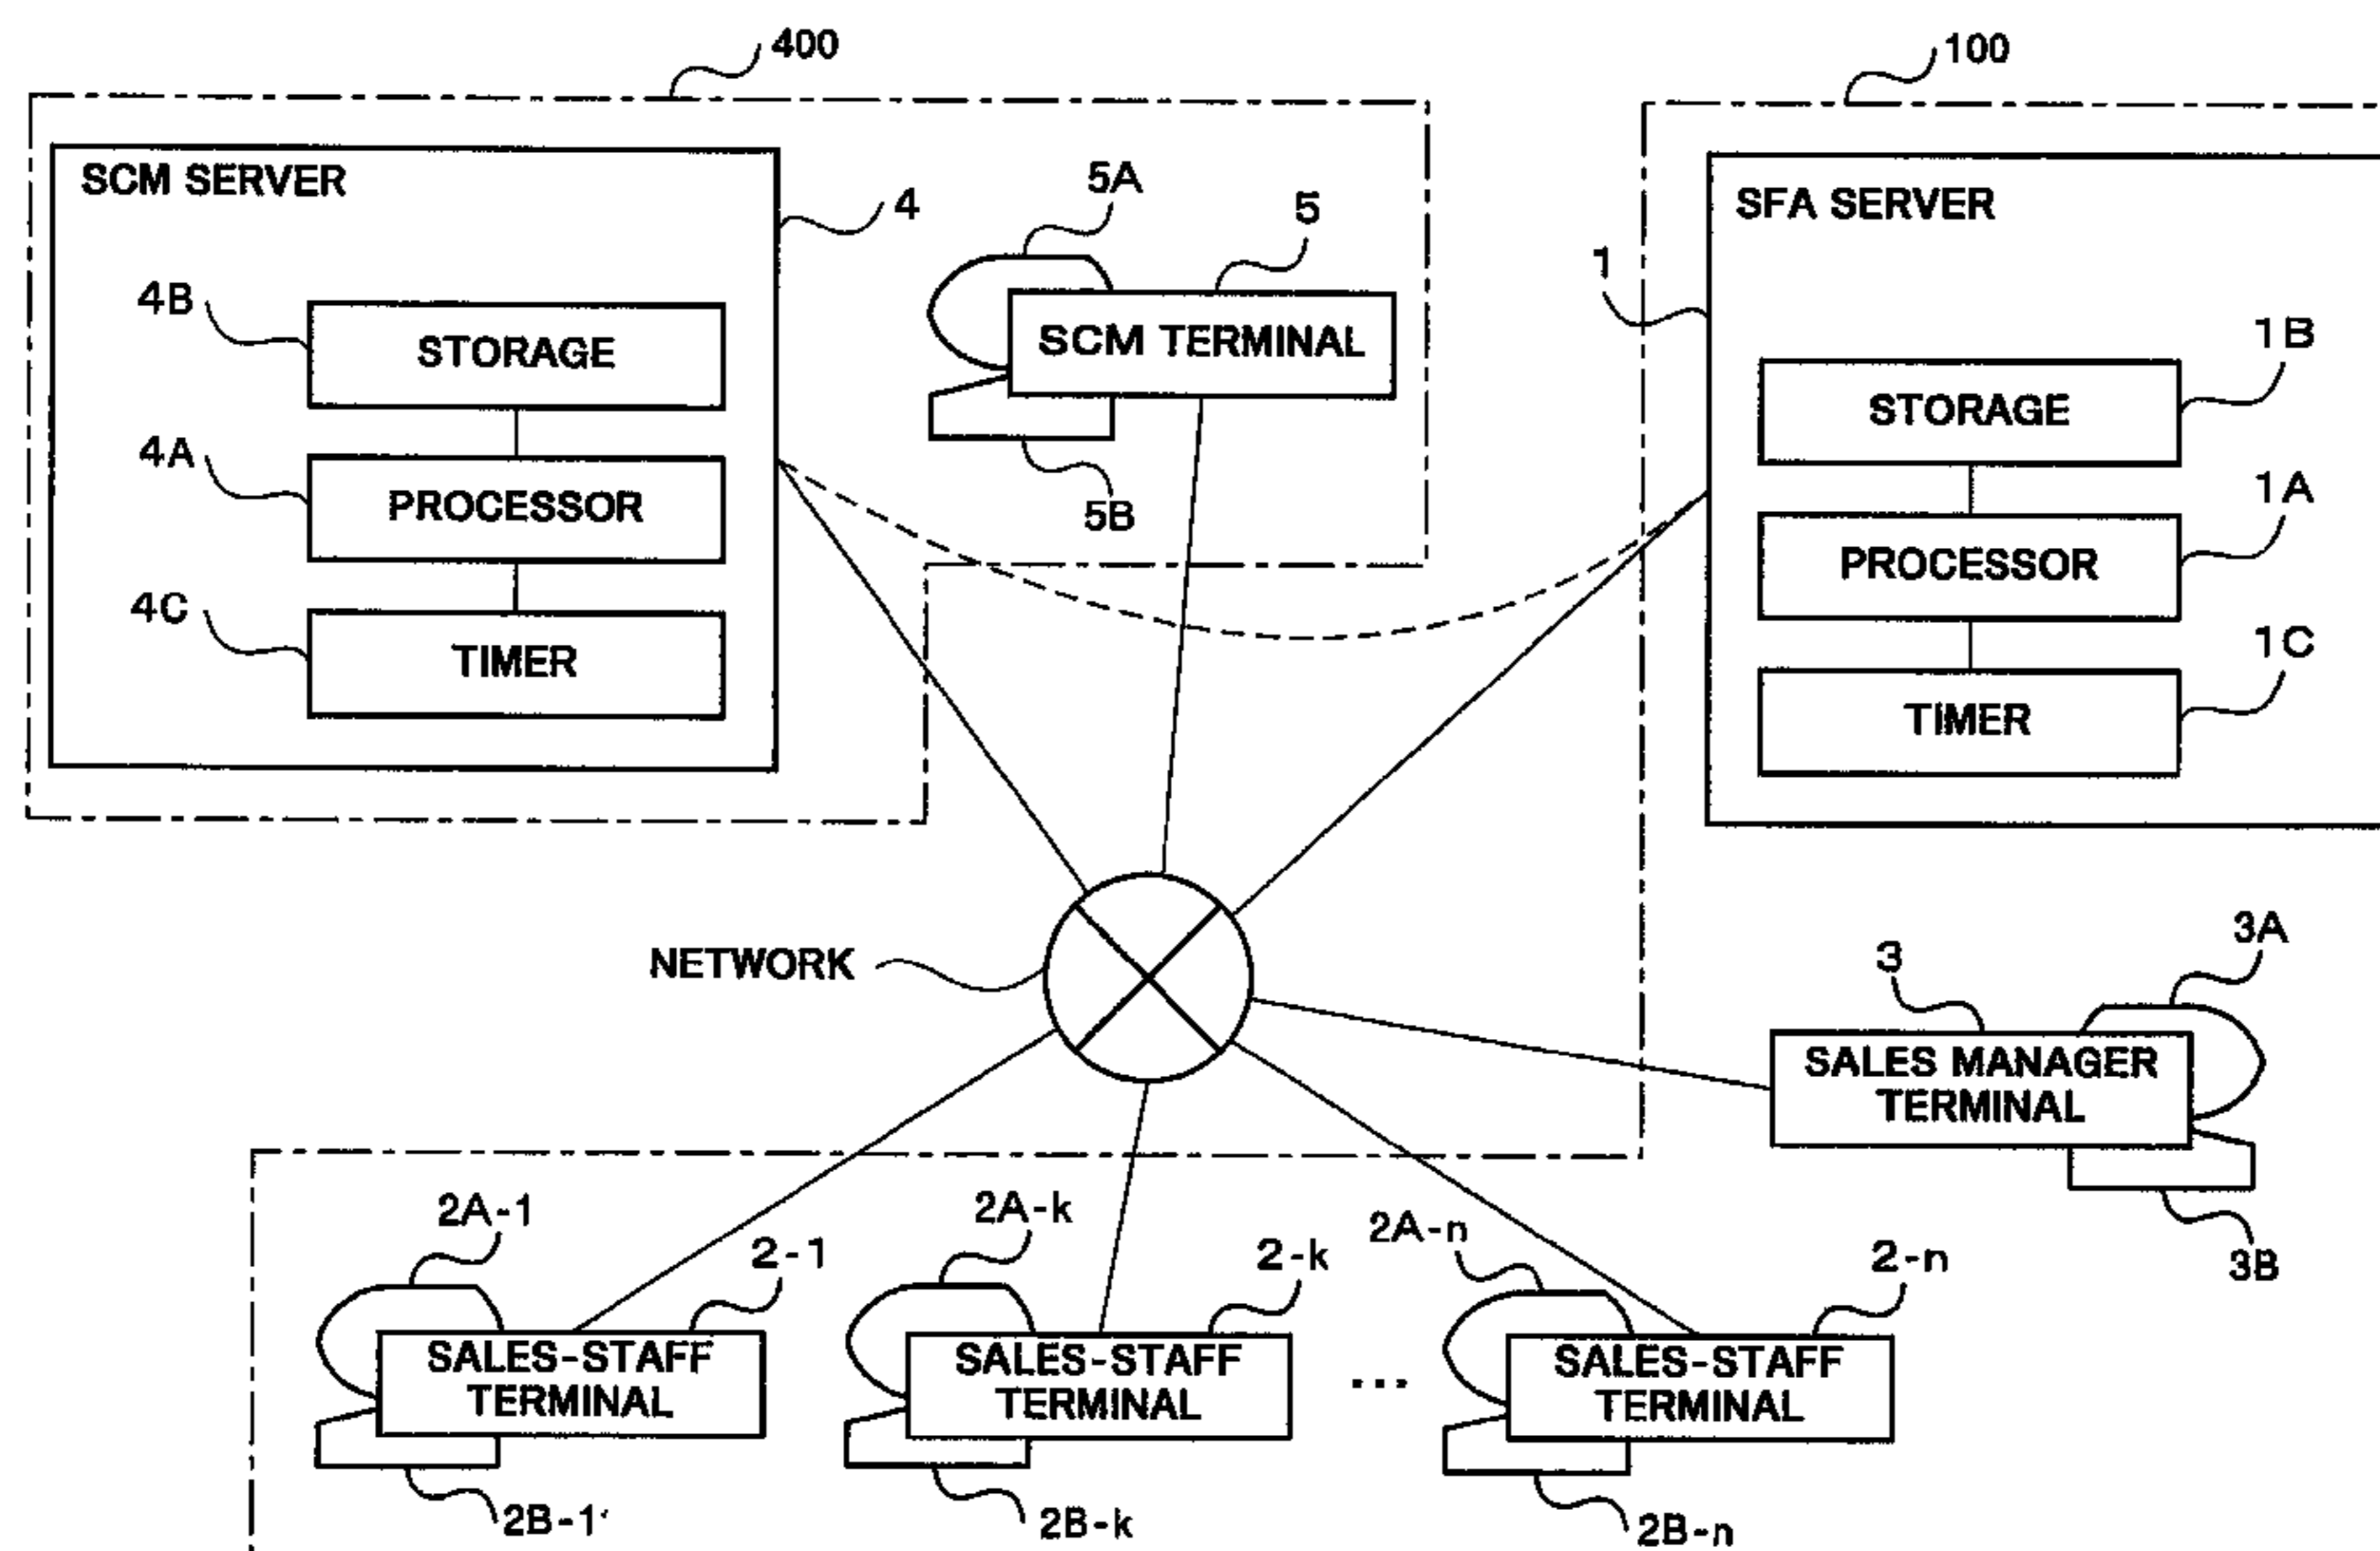 400
100
SCM SERVER
4
4B
STORAGE
4A
PROCESSOR
4C
TIMER
5A
5
SCM TERMINAL
5B
SFA SERVER
1
1B
STORAGE
1A
PROCESSOR
1C
TIMER
NETWORK
3
3A
SALES MANAGER
TERMINAL
3B
2A-1
2-1
SALES-STAFF
TERMINAL
2B-1
2A-k
2-k
SALES-STAFF
TERMINAL
2B-k
...
2A-n
2-n
SALES-STAFF
TERMINAL
2B-n